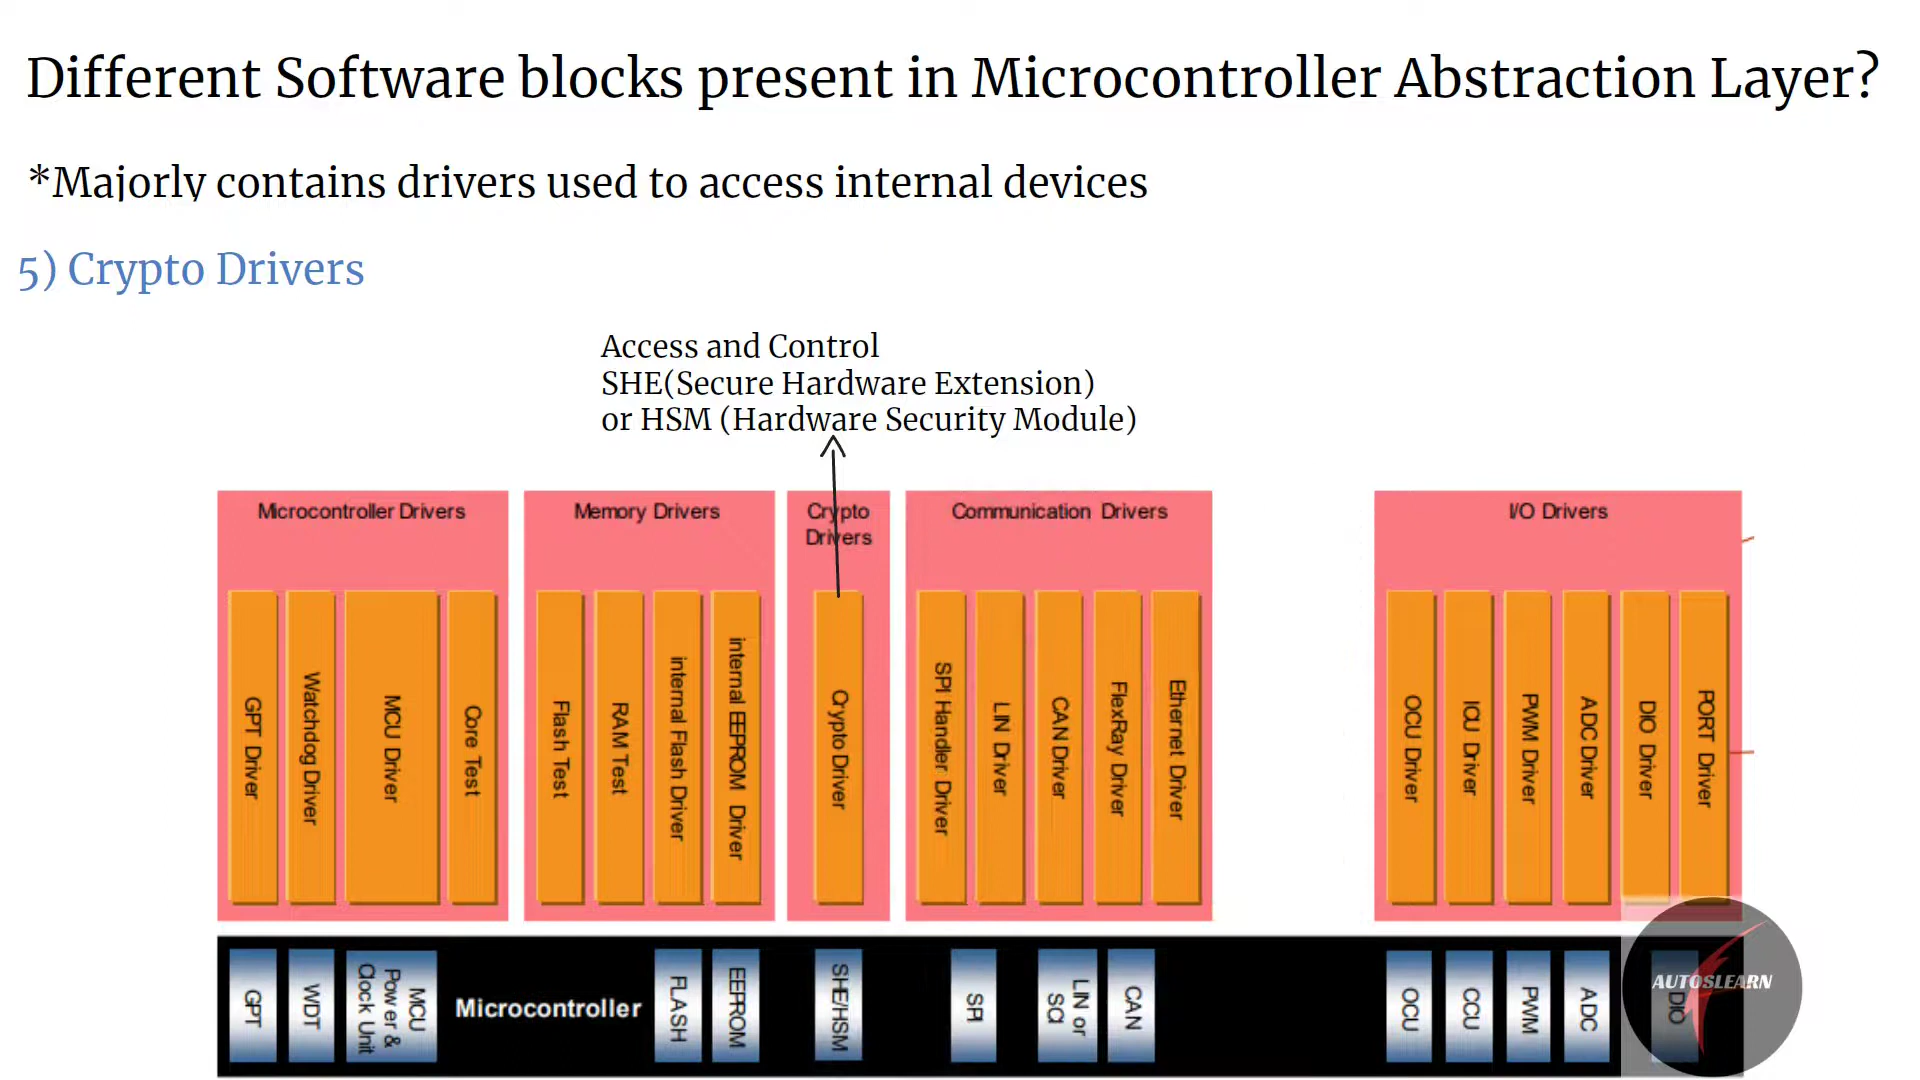 Different Software blocks present in Microcontroller Abstraction Layer?
*Majorly contains drivers used to access internal devices
5) Crypto Drivers
Access and Control
SHE(Secure Hardware Extension)
or HSM (Hardware Security Module)
Microcontroller Drivers
GPT Driver
Watchdog Driver
MCU Driver
Core Test
Memory Drivers
Flash Test
RAM Test
internal Flash Driver
internal EEPROM Driver
Crypto
Drivers
Crypto Driver
Communication Drivers
SPI Handler Driver
LIN Driver
CAN Driver
FlexRay Driver
Ethernet Driver
I/O Drivers
OCU Driver
ICU Driver
PWM Driver
ADC Driver
DIO Driver
PORT Driver
GPT
WDT
MCU
Power &
Clock Unit
Microcontroller
FLASH
EEPROM
SHE/HSM
SPI
LIN or
SCI
CAN
OCU
CCU
PWM
ADC
DIO
AUTOSLEARN